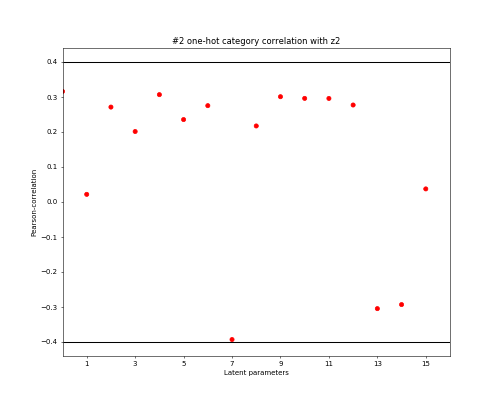 #2 one-hot category correlation with z2
0.4
0.3
0.2
0.1
0.0
−0.1
−0.2
−0.3
−0.4
Pearson-correlation
1 3 5 7 9 11 13 15
Latent parameters